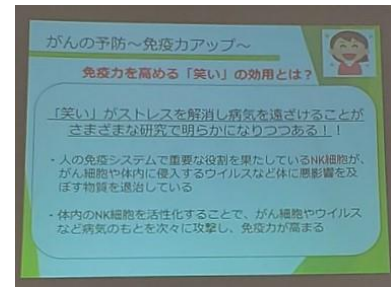 がんの予防~免疫力アップ~
免疫力を高める「笑い」の効用とは?
「笑い」がストレスを解消し病気を遠ざけることが
さまざまな研究で明らかになりつつある!!
・人の免疫システムで重要な役割を果たしているNK細胞が、
がん細胞や体内に侵入するウイルスなど体に悪影響を及
ぼす物質を退治している
・体内のNK細胞を活性化することで、がん細胞やウイルス
など病気のもとを次々に攻撃し、免疫力が高まる